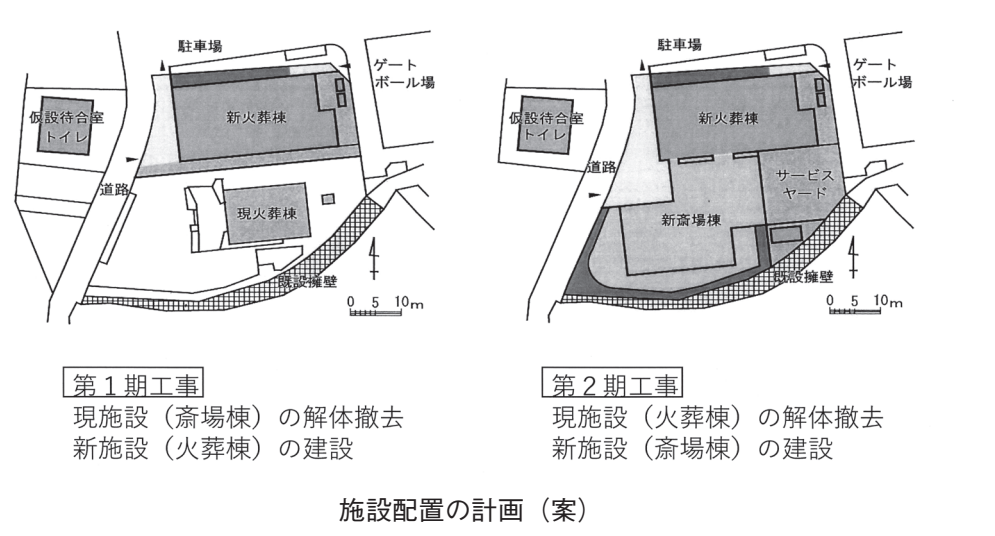 駐車場
ゲート
ボール場
仮設待合室
トイレ
新火葬棟
道路
現火葬棟
既設擁壁
0 5 10m
第１期工事
現施設（斎場棟）の解体撤去
新施設（火葬棟）の建設
駐車場
ゲート
ボール場
仮設待合室
トイレ
新火葬棟
道路
サービス
ヤード
新斎場棟
既設擁壁
0 5 10m
第２期工事
現施設（火葬棟）の解体撤去
新施設（斎場棟）の建設
施設配置の計画（案）